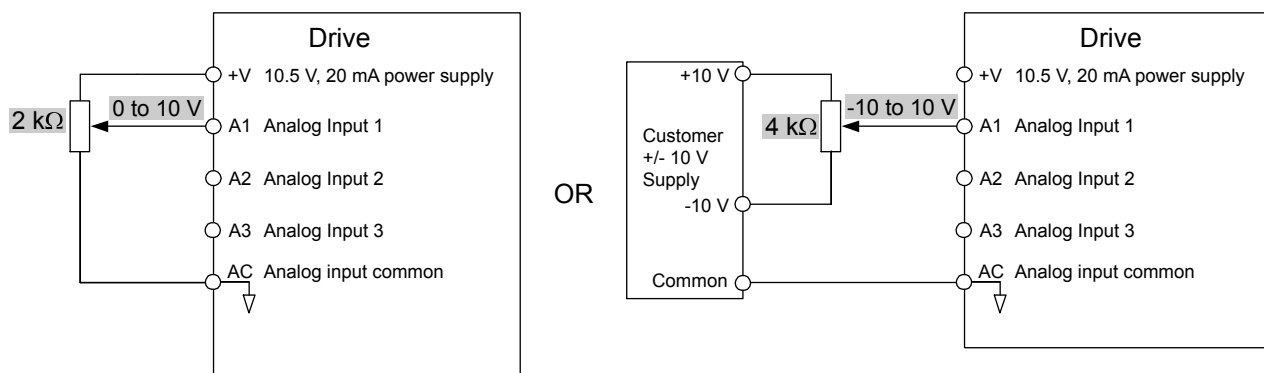 Drive
+V 10.5 V, 20 mA power supply
2 kΩ
0 to 10 V
A1 Analog Input 1
A2 Analog Input 2
A3 Analog Input 3
AC Analog input common
OR
+10 V
Customer
+/- 10 V
Supply
-10 V
Common
4 kΩ
-10 to 10 V
Drive
+V 10.5 V, 20 mA power supply
A1 Analog Input 1
A2 Analog Input 2
A3 Analog Input 3
AC Analog input common